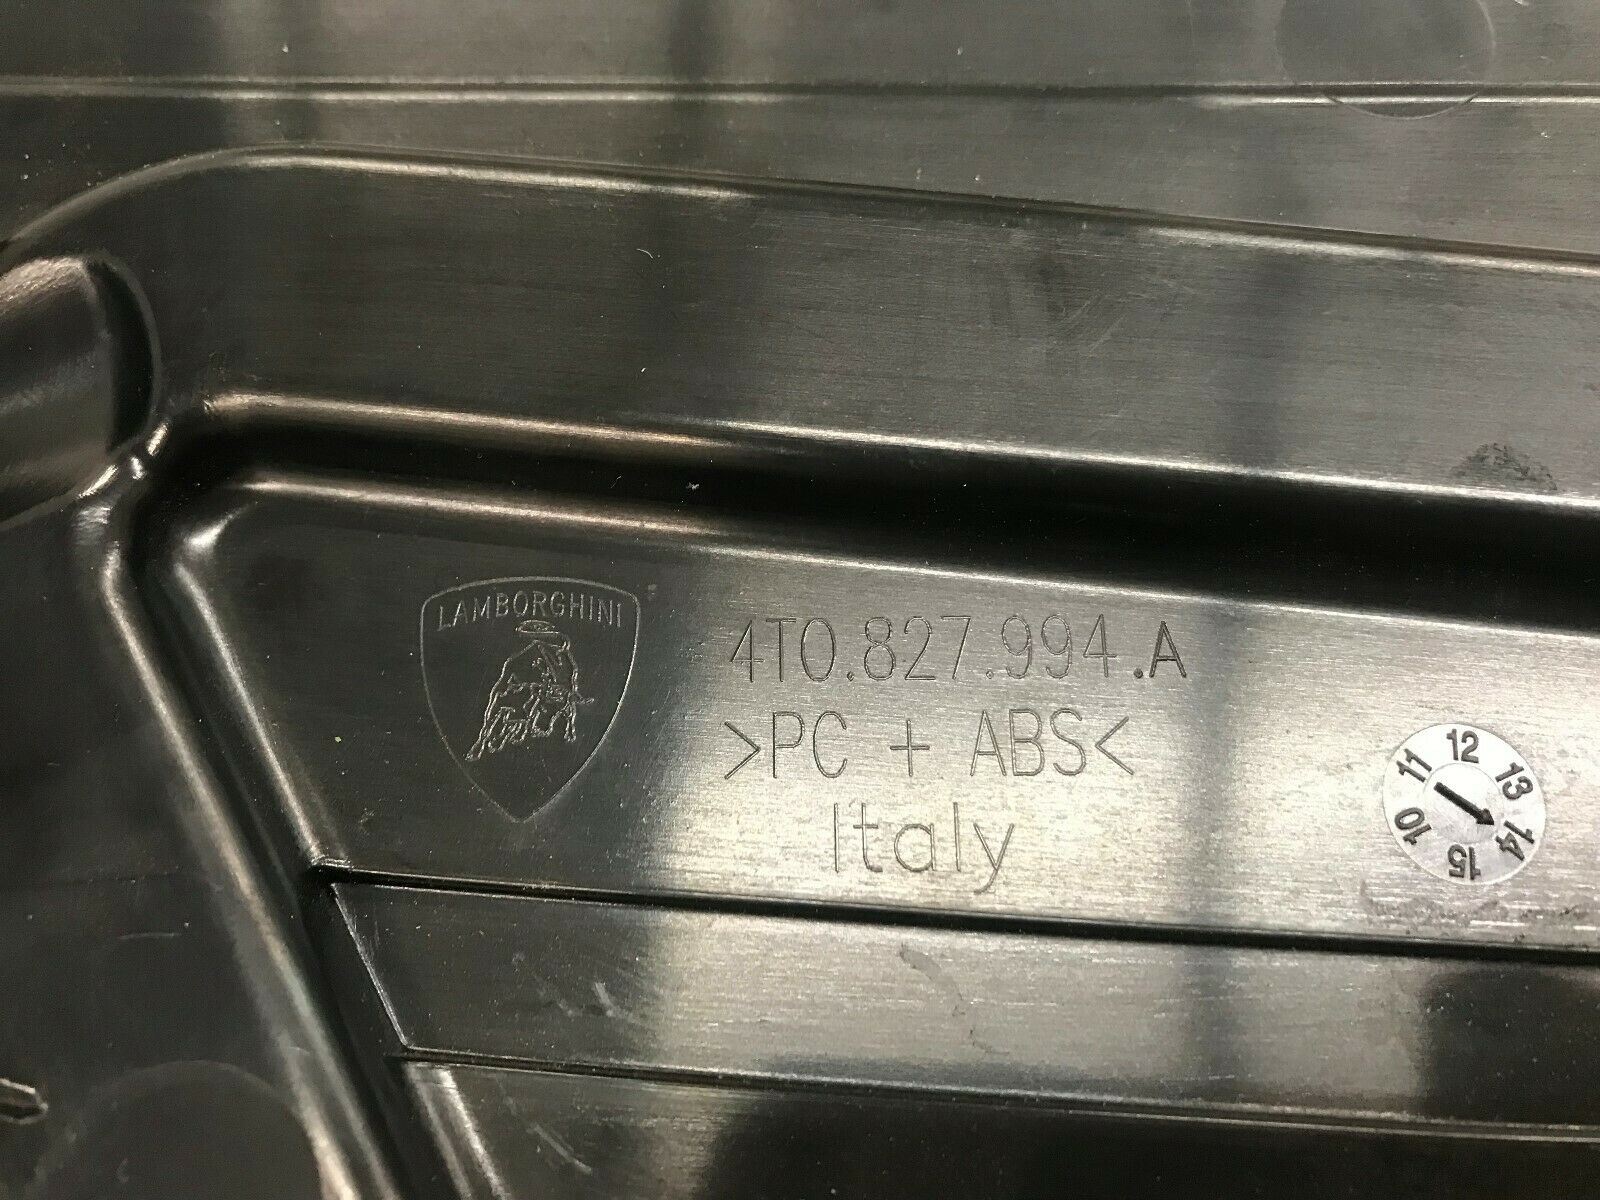 LAMBORGHINI
4T0.827.994.A
>PC + ABS<
Italy
10 11 12 13 14 15